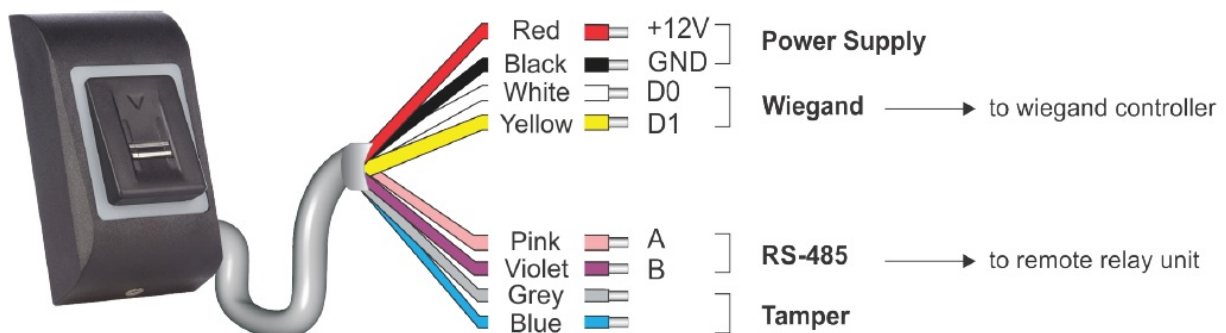 Red +12V
Power Supply
Black GND
White D0
Wiegand to wiegand controller
Yellow D1
Pink A
RS-485 to remote relay unit
Violet B
Grey
Tamper
Blue